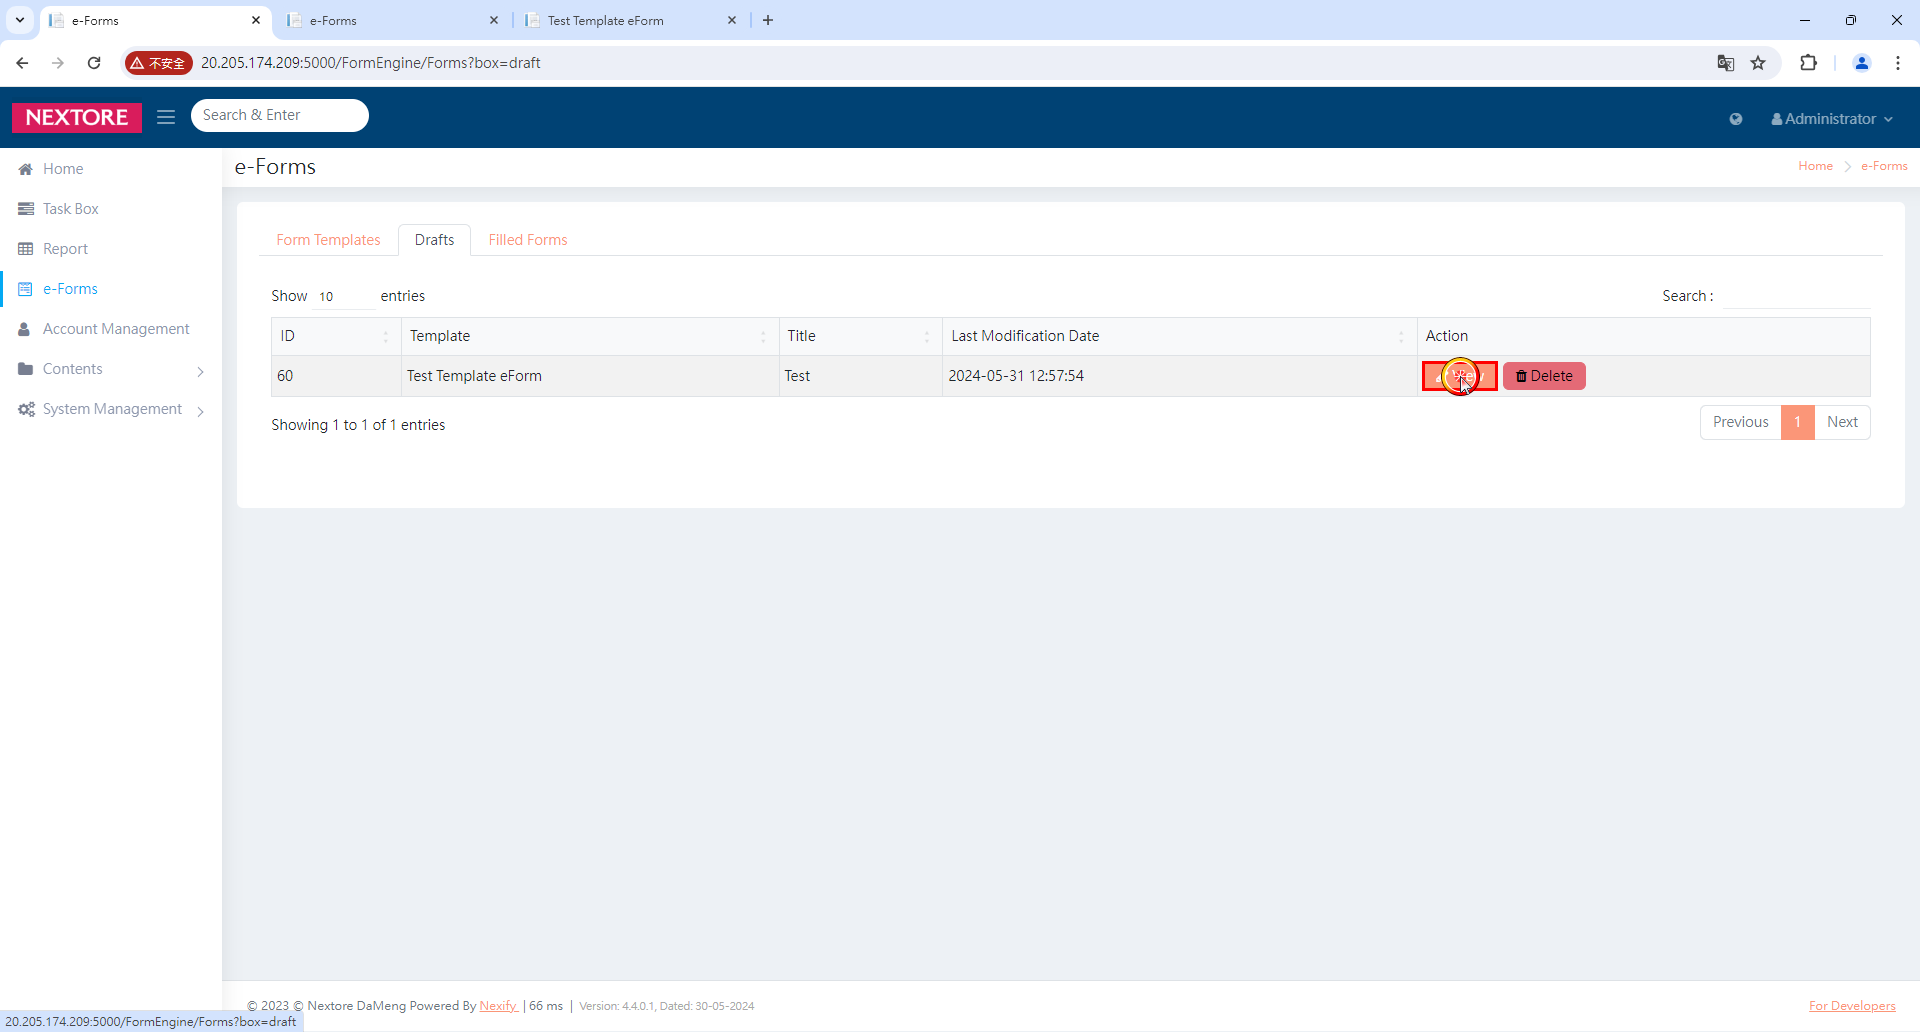 e-Forms
e-Forms
Test Template eForm
不安全
20.205.174.209:5000/FormEngine/Forms?box=draft
NEXTORE
Search & Enter
Administrator
Home
Task Box
Report
e-Forms
Account Management
Contents
System Management
e-Forms
Home
e-Forms
Form Templates
Drafts
Filled Forms
Show 10 entries
Search :
ID Template Title Last Modification Date Action
60 Test Template eForm Test 2024-05-31 12:57:54 Delete
Showing 1 to 1 of 1 entries
Previous 1 Next
© 2023 © Nextore DaMeng Powered By Nexify | 66 ms | Version: 4.4.0.1, Dated: 30-05-2024
For Developers
20.205.174.209:5000/FormEngine/Forms?box=draft